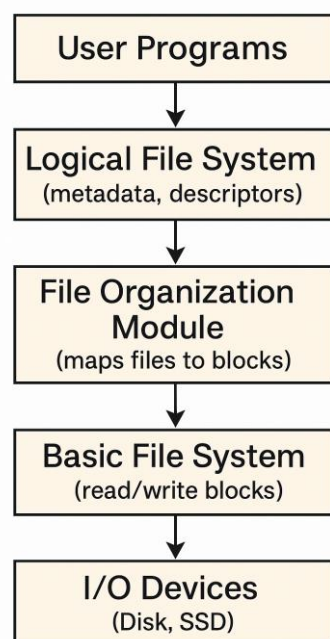 User Programs
Logical File System
(metadata, descriptors)
File Organization
Module
(maps files to blocks)
Basic File System
(read/write blocks)
I/O Devices
(Disk, SSD)